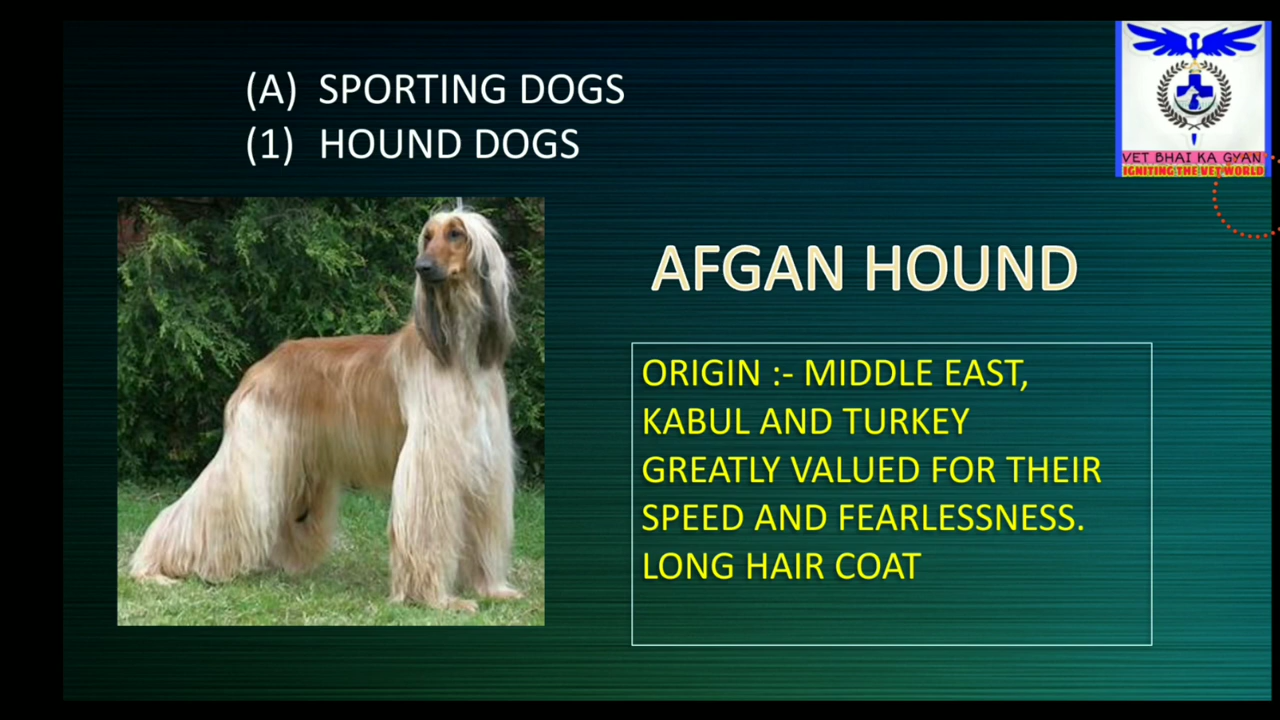 (A) SPORTING DOGS
(1) HOUND DOGS
VET BHAI KA GYAN
IGNITING THE VET WORLD
AFGAN HOUND
ORIGIN :- MIDDLE EAST,
KABUL AND TURKEY
GREATLY VALUED FOR THEIR
SPEED AND FEARLESSNESS.
LONG HAIR COAT